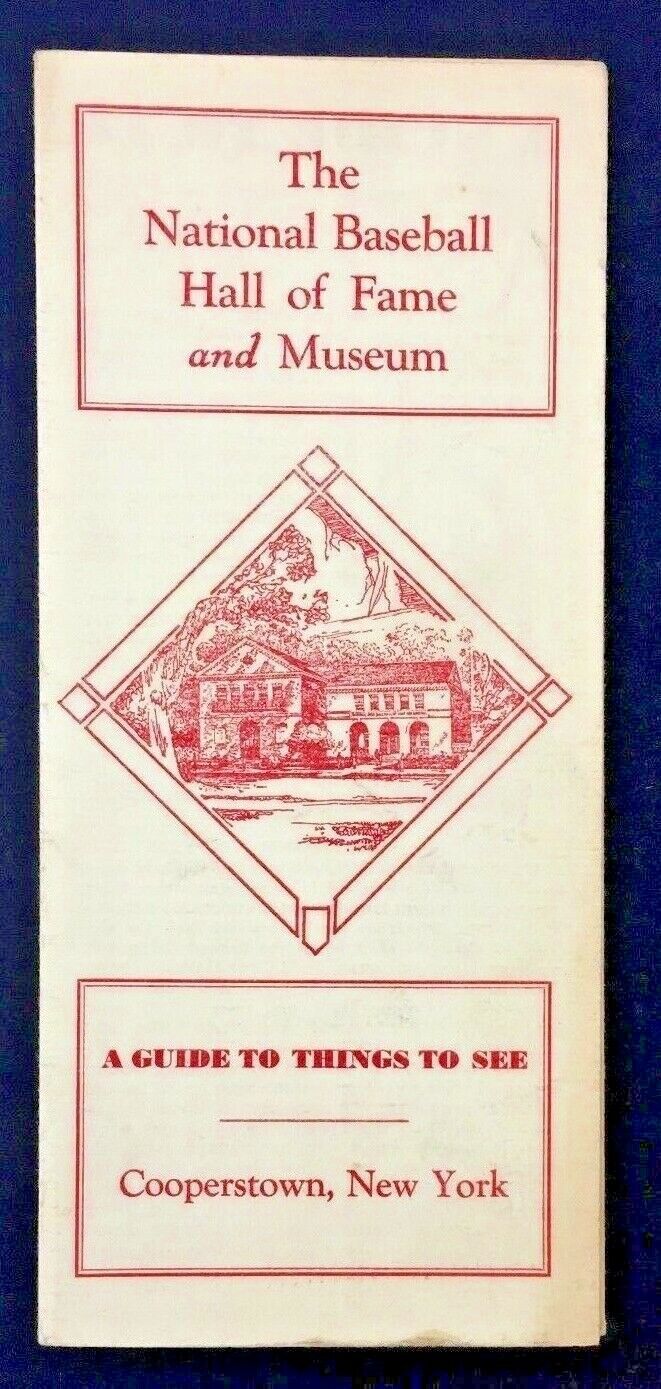 The
National Baseball
Hall of Fame
and Museum
A GUIDE TO THINGS TO SEE
Cooperstown, New York